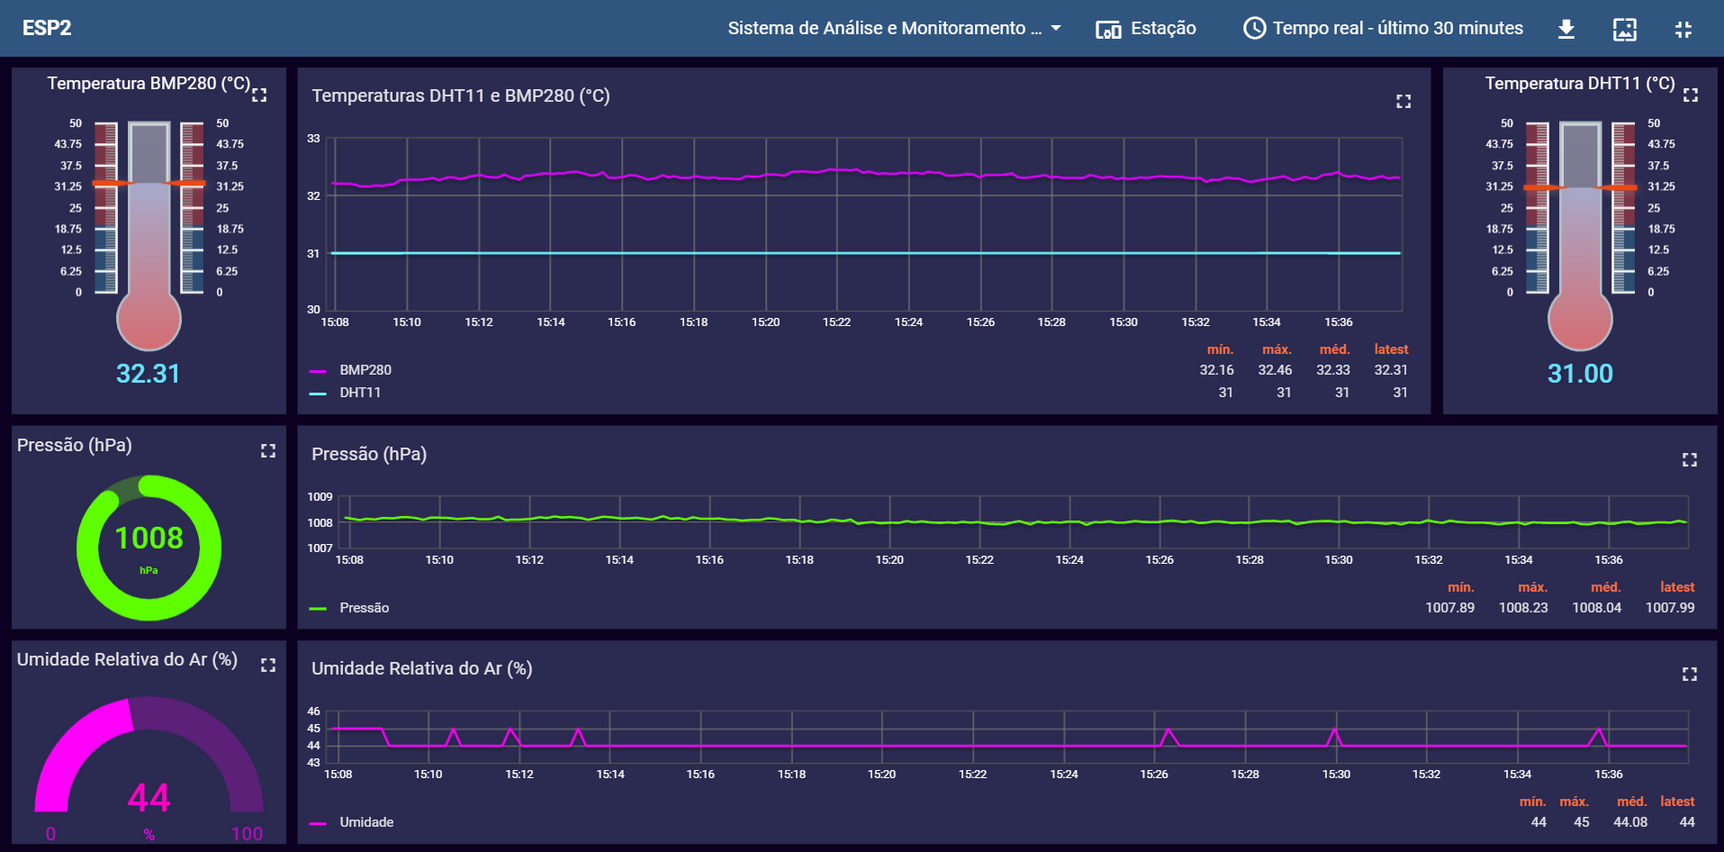 ESP2
Sistema de Análise e Monitoramento ...
Estação
Tempo real - último 30 minutes
Temperatura BMP280 (°C)
50 50
43.75 43.75
37.5 37.5
31.25 31.25
25 25
18.75 18.75
12.5 12.5
6.25 6.25
0 0
32.31
Temperaturas DHT11 e BMP280 (°C)
33
32
31
30
15:08 15:10 15:12 15:14 15:16 15:18 15:20 15:22 15:24 15:26 15:28 15:30 15:32 15:34 15:36
mín. máx. méd. latest
BMP280 32.16 32.46 32.33 32.31
DHT11 31 31 31 31
Temperatura DHT11 (°C)
50 50
43.75 43.75
37.5 37.5
31.25 31.25
25 25
18.75 18.75
12.5 12.5
6.25 6.25
0 0
31.00
Pressão (hPa)
1008
hPa
Pressão (hPa)
1009
1008
1007
15:08 15:10 15:12 15:14 15:16 15:18 15:20 15:22 15:24 15:26 15:28 15:30 15:32 15:34 15:36
mín. máx. méd. latest
Pressão 1007.89 1008.23 1008.04 1007.99
Umidade Relativa do Ar (%)
44
0 % 100
Umidade Relativa do Ar (%)
46
45
44
43
15:08 15:10 15:12 15:14 15:16 15:18 15:20 15:22 15:24 15:26 15:28 15:30 15:32 15:34 15:36
mín. máx. méd. latest
Umidade 44 45 44.08 44